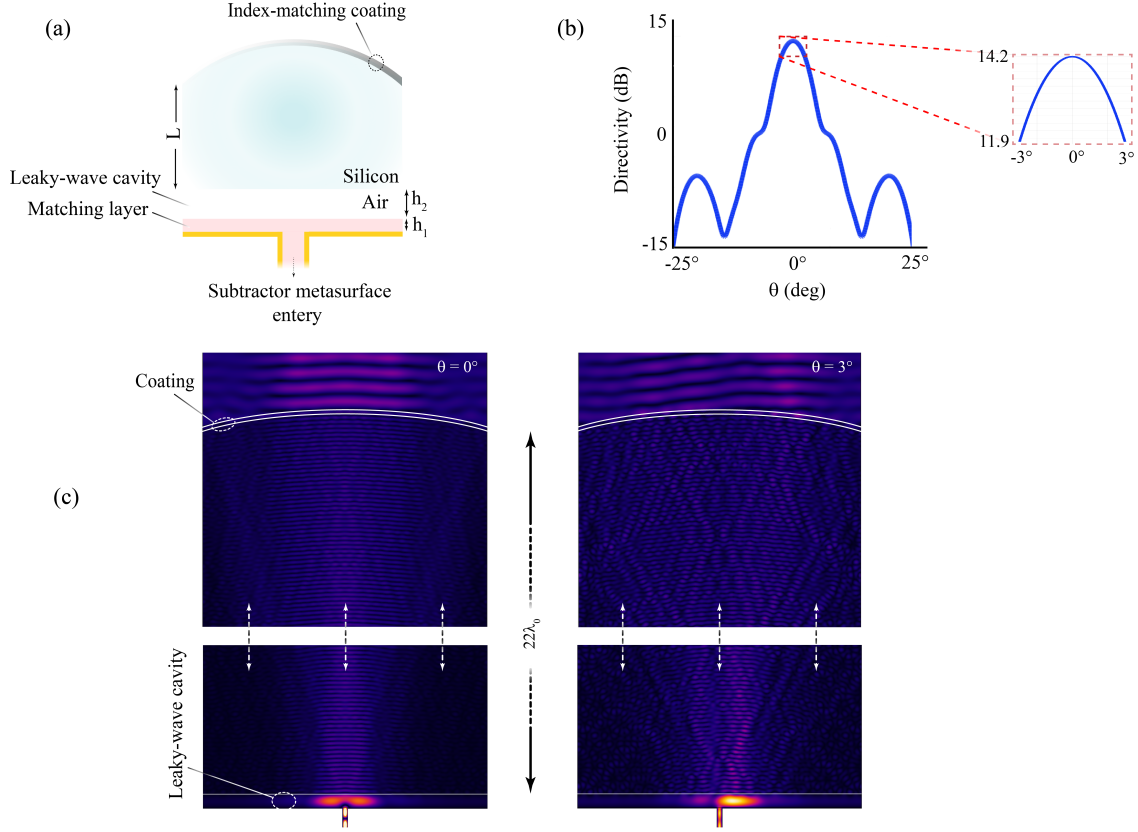 (a)
Index-matching coating
L
Leaky-wave cavity
Matching layer
Silicon
Air
h2
h1
Subtractor metasurface
entery
(b)
15
0
-15
Directivity (dB)
-25°
0°
25°
θ (deg)
14.2
11.9
-3°
0°
3°
(c)
Coating
θ = 0°
θ = 3°
22λ0
Leaky-wave cavity